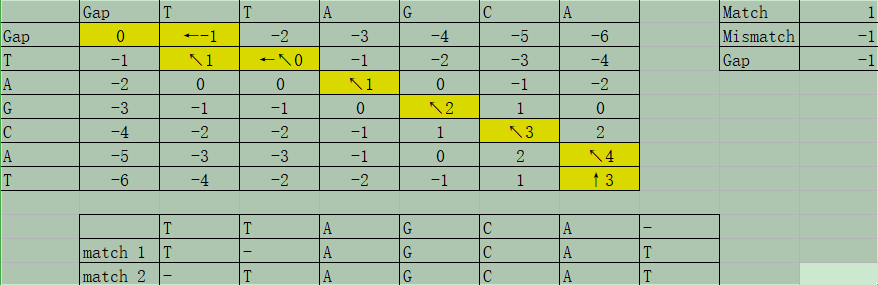 Gap T T A G C A Match 1
Gap 0 ←-1 -2 -3 -4 -5 -6 Mismatch -1
T -1 ↖1 ←↖0 -1 -2 -3 -4 Gap -1
A -2 0 0 ↖1 0 -1 -2
G -3 -1 -1 0 ↖2 1 0
C -4 -2 -2 -1 1 ↖3 2
A -5 -3 -3 -1 0 2 ↖4
T -6 -4 -2 -2 -1 1 ↑3
T T A G C A -
match 1 T - A G C A T
match 2 - T A G C A T